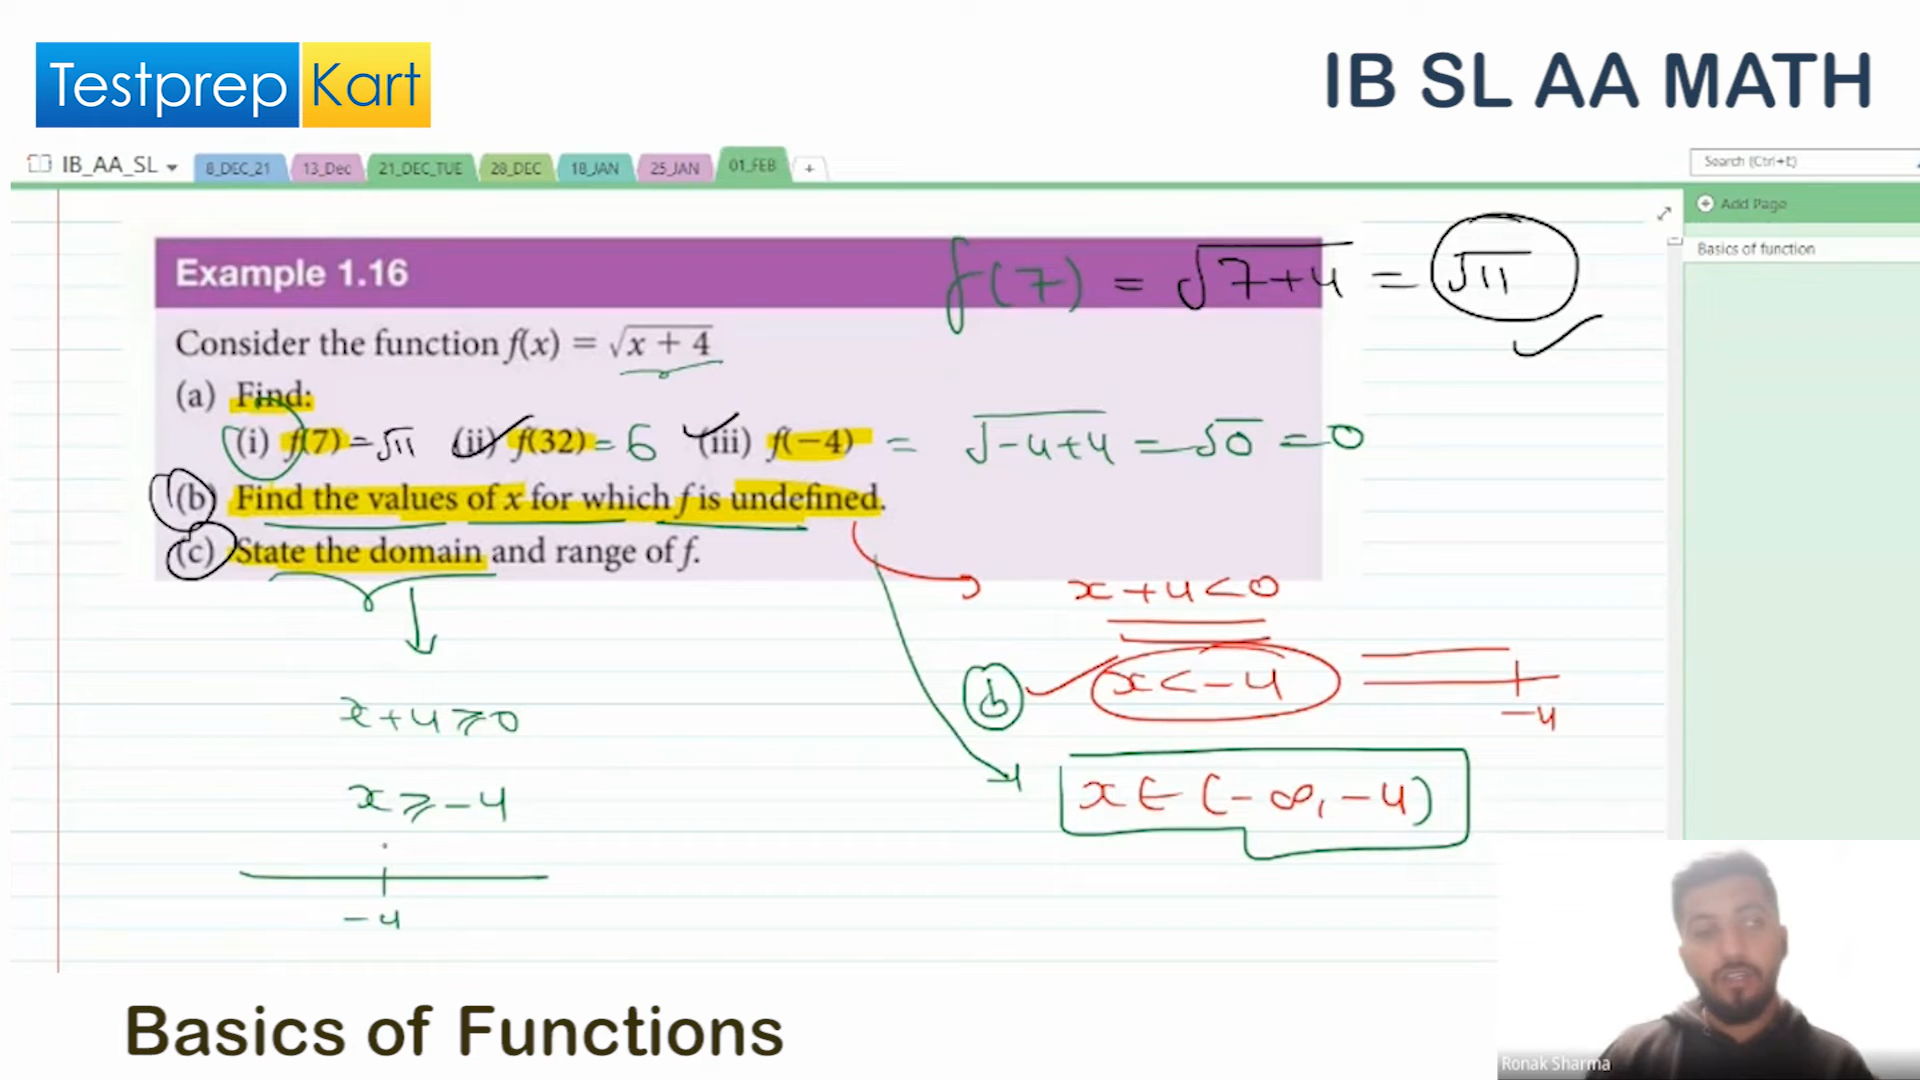 Testprep Kart
IB SL AA MATH
IB_AA_SL 8_DEC_21 13_Dec 21_DEC_TUE 28_DEC 18_JAN 25_JAN 01_FEB +
Search (Ctrl+E)
Add Page
Basics of function
Example 1.16
f(7) = √7+4 = √11
Consider the function f(x) = √x + 4
(a) Find:
(i) f(7) = √11 (ii) f(32) = 6 (iii) f(−4) = √-4+4 = √0 = 0
(b) Find the values of x for which f is undefined.
(c) State the domain and range of f.
x+4<0
b x<-4
-4
x+4≥0
x≥-4
x∈(-∞,-4)
-4
Basics of Functions
Ronak Sharma